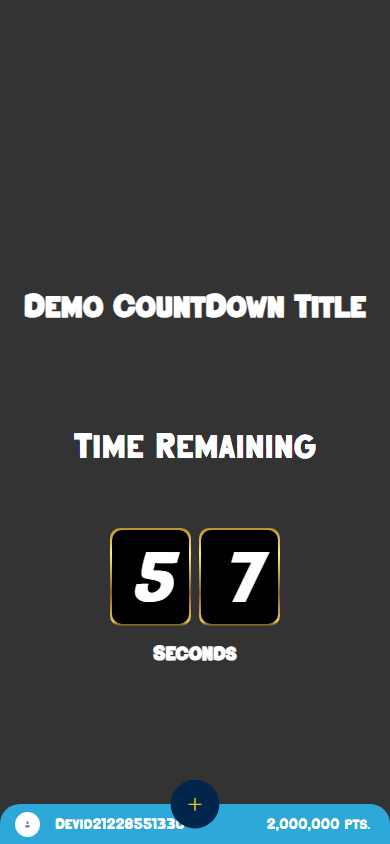 Demo CountDown Title
Time Remaining
5 7
Seconds
+
2,000,000 pts.